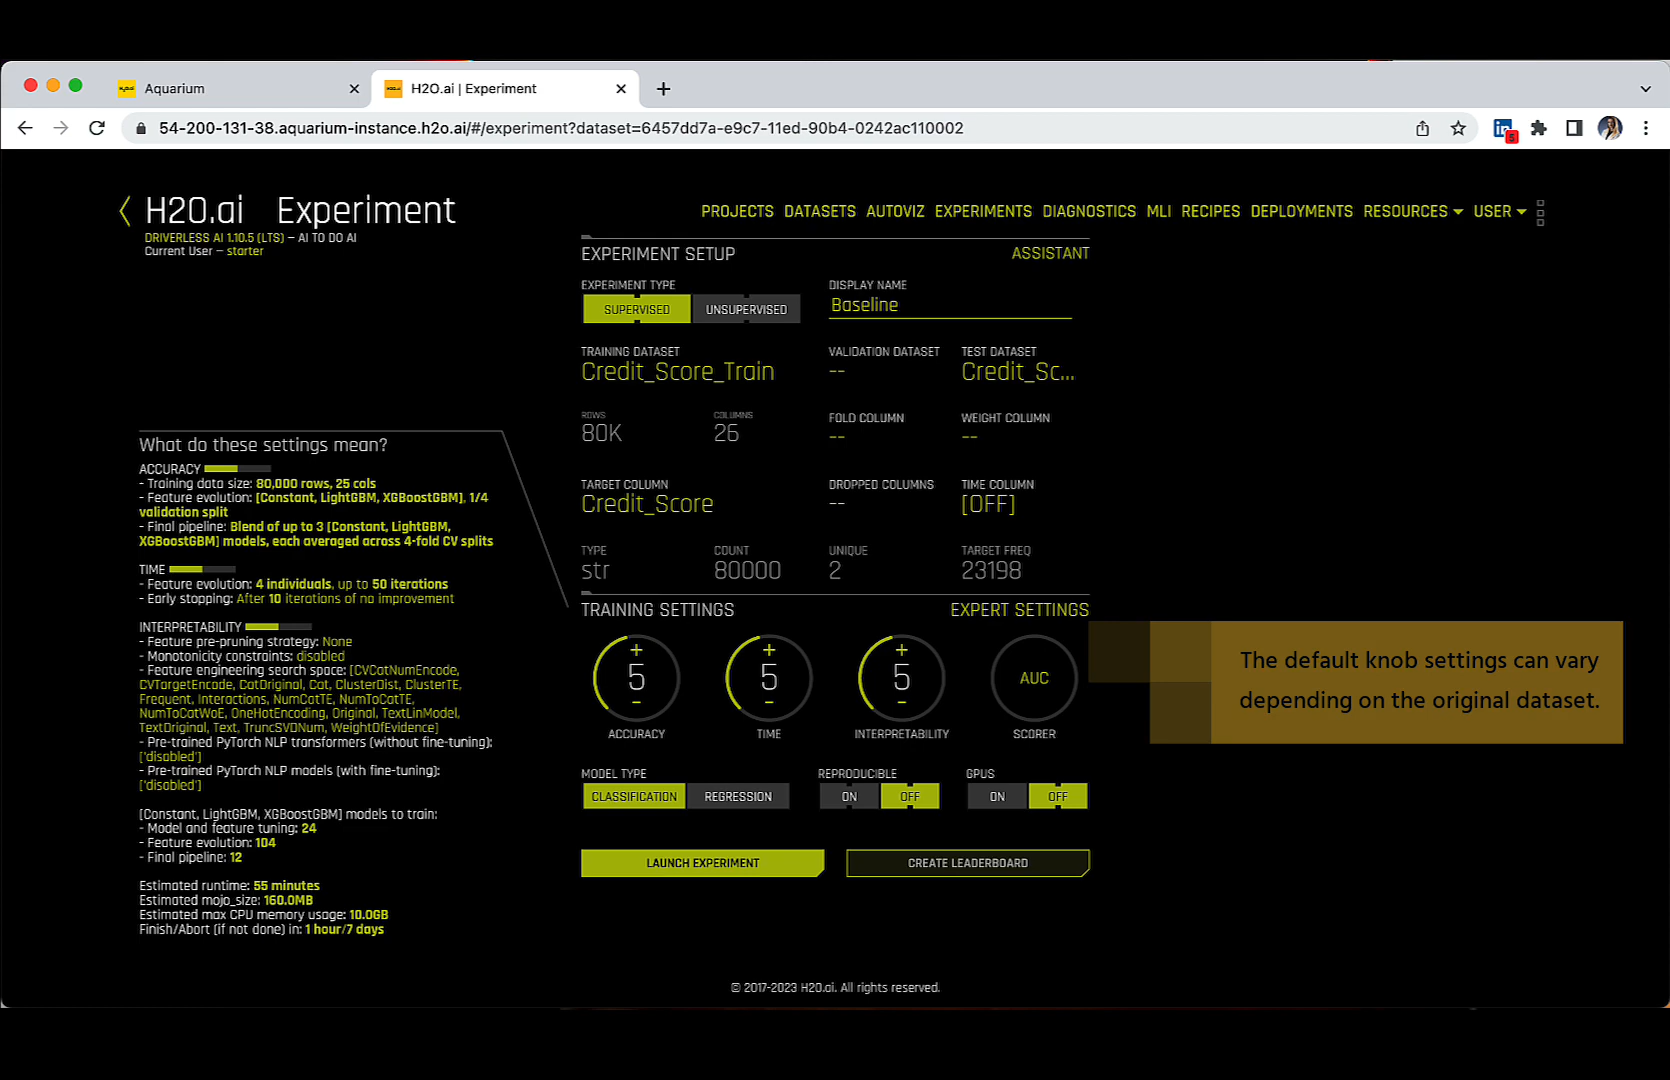 Aquarium
H2O.ai | Experiment
54-200-131-38.aquarium-instance.h2o.ai/#/experiment?dataset=6457dd7a-e9c7-11ed-90b4-0242ac110002
5
H2O.ai Experiment
DRIVERLESS AI 1.10.5 (LTS) – AI TO DO AI
Current User – starter
PROJECTS DATASETS AUTOVIZ EXPERIMENTS DIAGNOSTICS MLI RECIPES DEPLOYMENTS RESOURCES USER
EXPERIMENT SETUP ASSISTANT
EXPERIMENT TYPE DISPLAY NAME
SUPERVISED UNSUPERVISED Baseline
TRAINING DATASET VALIDATION DATASET TEST DATASET
Credit_Score_Train -- Credit_Sc...
ROWS COLUMNS FOLD COLUMN WEIGHT COLUMN
80K 26 -- --
TARGET COLUMN DROPPED COLUMNS TIME COLUMN
Credit_Score -- [OFF]
TYPE COUNT UNIQUE TARGET FREQ
str 80000 2 23198
What do these settings mean?
ACCURACY
- Training data size: 80,000 rows, 25 cols
- Feature evolution: [Constant, LightGBM, XGBoostGBM], 1/4
validation split
- Final pipeline: Blend of up to 3 [Constant, LightGBM,
XGBoostGBM] models, each averaged across 4-fold CV splits
TIME
- Feature evolution: 4 individuals, up to 50 iterations
- Early stopping: After 10 iterations of no improvement
INTERPRETABILITY
- Feature pre-pruning strategy: None
- Monotonicity constraints: disabled
- Feature engineering search space: [CVCatNumEncode,
CVTargetEncode, CatOriginal, Cat, ClusterDist, ClusterTE,
Frequent, Interactions, NumCatTE, NumToCatTE,
NumToCatWoE, OneHotEncoding, Original, TextLinModel,
TextOriginal, Text, TruncSVDNum, WeightOfEvidence]
- Pre-trained PyTorch NLP transformers (without fine-tuning):
['disabled']
- Pre-trained PyTorch NLP models (with fine-tuning):
['disabled']
[Constant, LightGBM, XGBoostGBM] models to train:
- Model and feature tuning: 24
- Feature evolution: 104
- Final pipeline: 12
Estimated runtime: 55 minutes
Estimated mojo_size: 160.0MB
Estimated max CPU memory usage: 10.0GB
Finish/Abort (if not done) in: 1 hour/7 days
TRAINING SETTINGS EXPERT SETTINGS
+ + +
5 5 5 AUC
- - -
ACCURACY TIME INTERPRETABILITY SCORER
MODEL TYPE REPRODUCIBLE GPUS
CLASSIFICATION REGRESSION ON OFF ON OFF
LAUNCH EXPERIMENT CREATE LEADERBOARD
The default knob settings can vary
depending on the original dataset.
© 2017-2023 H2O.ai. All rights reserved.